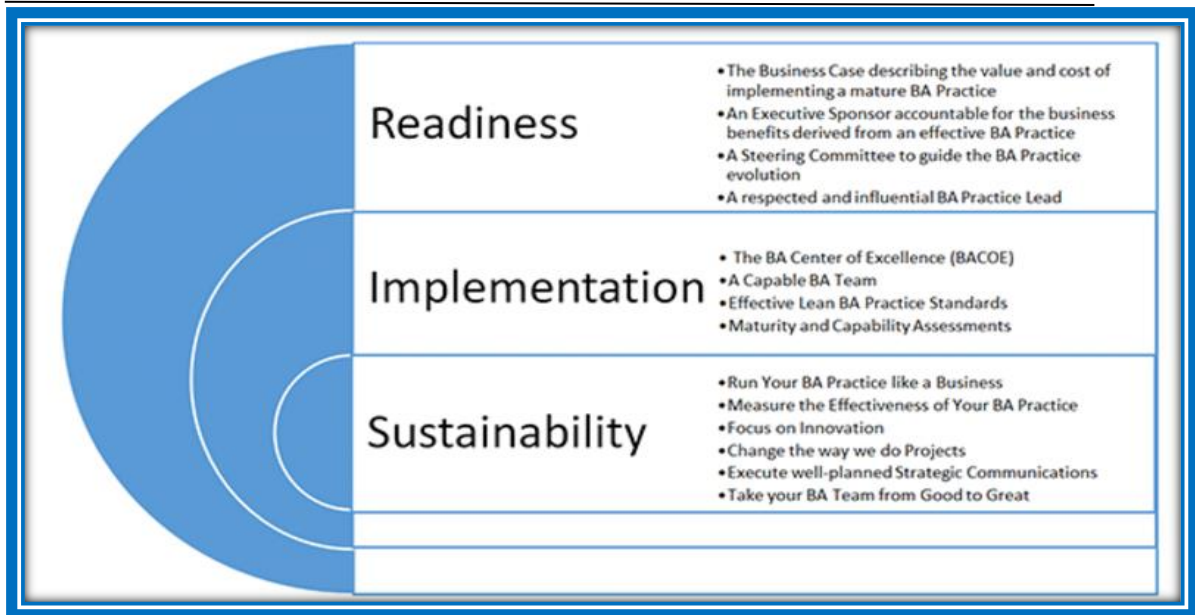 Readiness
•The Business Case describing the value and cost of
implementing a mature BA Practice
•An Executive Sponsor accountable for the business
benefits derived from an effective BA Practice
•A Steering Committee to guide the BA Practice
evolution
•A respected and influential BA Practice Lead
Implementation
• The BA Center of Excellence (BACOE)
•A Capable BA Team
•Effective Lean BA Practice Standards
•Maturity and Capability Assessments
Sustainability
•Run Your BA Practice like a Business
•Measure the Effectiveness of Your BA Practice
•Focus on Innovation
•Change the way we do Projects
•Execute well-planned Strategic Communications
•Take your BA Team from Good to Great